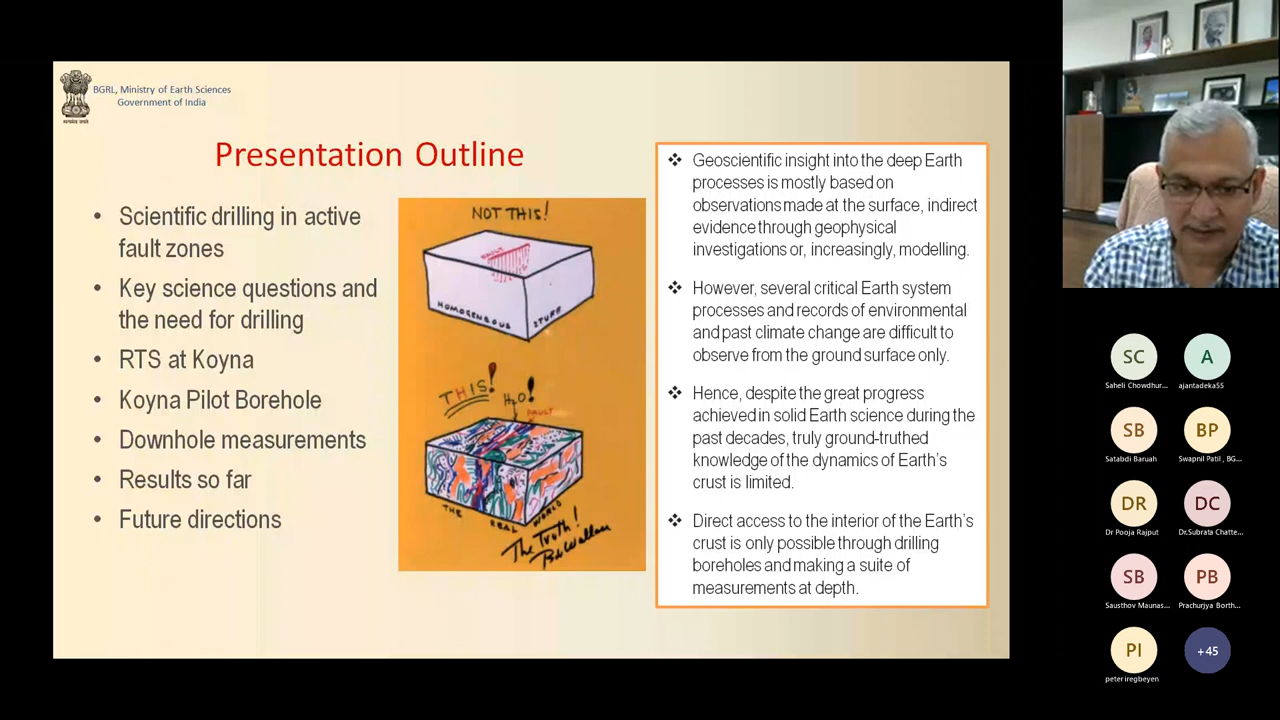 BGRL, Ministry of Earth Sciences
Government of India
सत्यमेव जयते
Presentation Outline
• Scientific drilling in active
fault zones
• Key science questions and
the need for drilling
• RTS at Koyna
• Koyna Pilot Borehole
• Downhole measurements
• Results so far
• Future directions
NOT THIS!
FAULT
HOMOGENEOUS STUFF
THIS!
H₂O!
FAULT
THE REAL WORLD
The Truth!
Bob Wallace
❖ Geoscientific insight into the deep Earth
processes is mostly based on
observations made at the surface, indirect
evidence through geophysical
investigations or, increasingly, modelling.
❖ However, several critical Earth system
processes and records of environmental
and past climate change are difficult to
observe from the ground surface only.
❖ Hence, despite the great progress
achieved in solid Earth science during the
past decades, truly ground-truthed
knowledge of the dynamics of Earth's
crust is limited.
❖ Direct access to the interior of the Earth's
crust is only possible through drilling
boreholes and making a suite of
measurements at depth.
SC
Saheli Chowdhur...
A
ajantadeka55
SB
Satabdi Baruah
BP
Swapnil Patil , BG...
DR
Dr Pooja Rajput
DC
Dr.Subrata Chatte...
SB
Sausthov Maunas...
PB
Prachurjya Borth...
PI
peter iregbeyen
+45